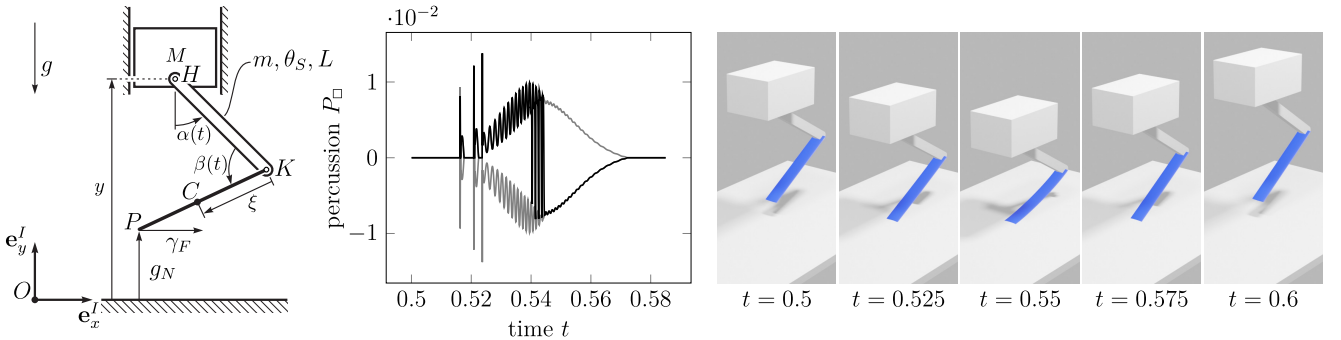 g
M
H
m, θ_S, L
α(t)
β(t)
K
C
ξ
y
P
γ_F
g_N
e_y^I
O
e_x^I
·10⁻²
1
0
−1
percussion P_□
0.5 0.52 0.54 0.56 0.58
time t
t = 0.5 t = 0.525 t = 0.55 t = 0.575 t = 0.6